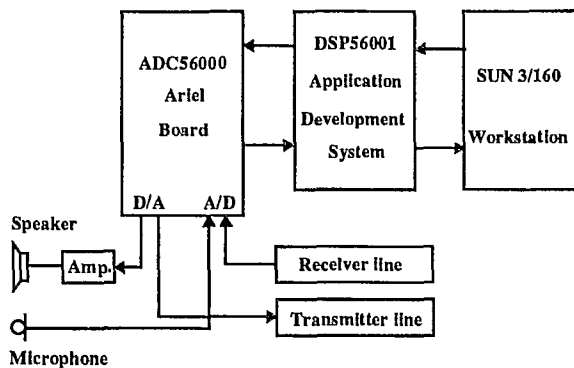 ADC56000
Ariel
Board
D/A A/D
DSP56001
Application
Development
System
SUN 3/160
Workstation
Speaker
Amp.
Receiver line
Transmitter line
Microphone